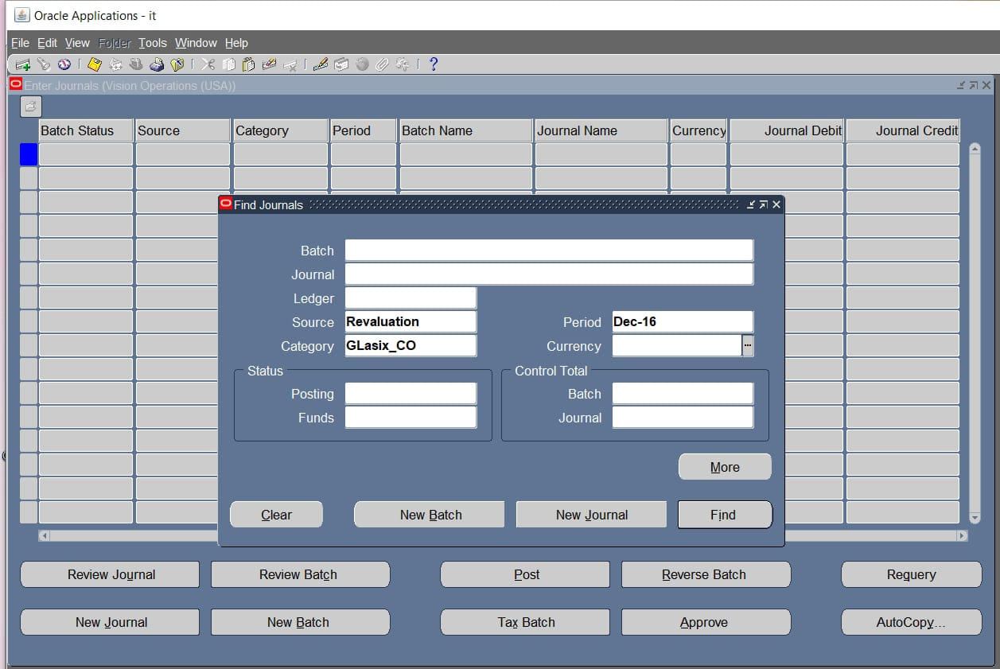 Oracle Applications - it
File Edit View Folder Tools Window Help
Enter Journals (Vision Operations (USA))
Batch Status Source Category Period Batch Name Journal Name Currency Journal Debit Journal Credit
Find Journals
Batch
Journal
Ledger
Source Revaluation Period Dec-16
Category GLasix_CO Currency
Status Control Total
Posting Batch
Funds Journal
More
Clear New Batch New Journal Find
Review Journal Review Batch Post Reverse Batch Requery
New Journal New Batch Tax Batch Approve AutoCopy...